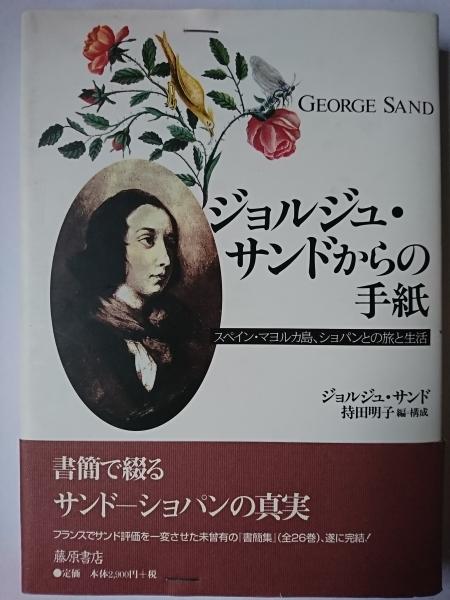 GEORGE SAND
ジョルジュ・
サンドからの
手紙
スペイン・マヨルカ島、ショパンとの旅と生活
ジョルジュ・サンド
持田明子 編=構成
書簡で綴る
サンド―ショパンの真実
フランスでサンド評価を一変させた未曾有の『書簡集』(全26巻)、遂に完結!
藤原書店
●定価 本体2,900円+税